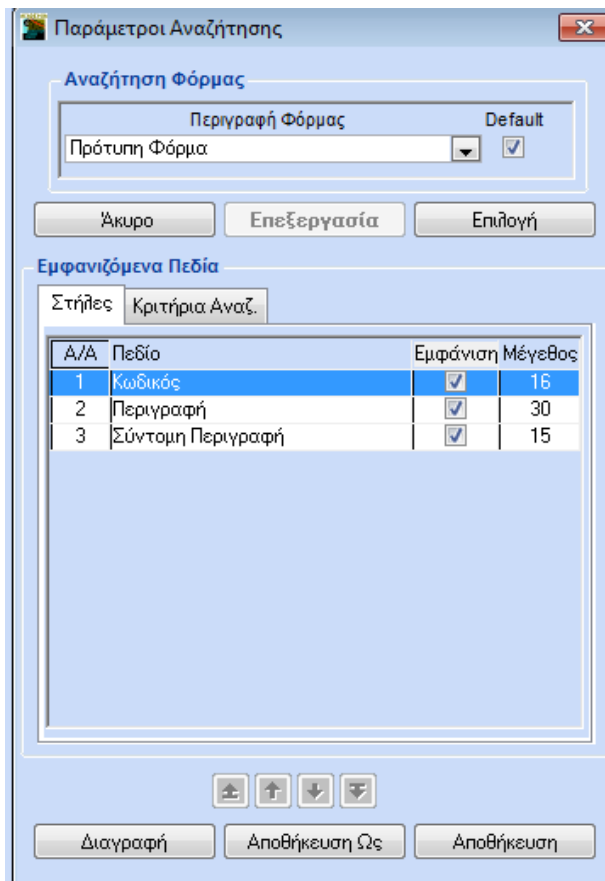 Παράμετροι Αναζήτησης
Αναζήτηση Φόρμας
Περιγραφή Φόρμας Default
Πρότυπη Φόρμα
Άκυρο Επεξεργασία Επιλογή
Εμφανιζόμενα Πεδία
Στήλες Κριτήρια Αναζ.
Α/Α Πεδίο Εμφάνιση Μέγεθος
1 Κωδικός 16
2 Περιγραφή 30
3 Σύντομη Περιγραφή 15
Διαγραφή Αποθήκευση Ως Αποθήκευση